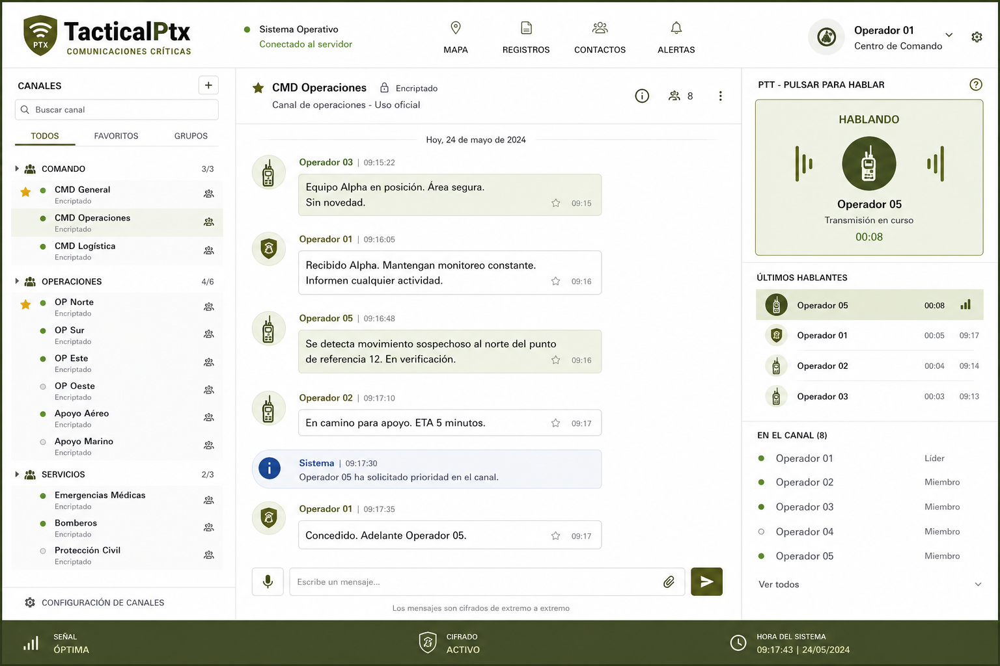 PTX
TacticalPtx
COMUNICACIONES CRÍTICAS
Sistema Operativo
Conectado al servidor
MAPA
REGISTROS
CONTACTOS
ALERTAS
Operador 01
Centro de Comando
CANALES
+
Buscar canal
TODOS FAVORITOS GRUPOS
COMANDO 3/3
CMD General
Encriptado
CMD Operaciones
Encriptado
CMD Logística
Encriptado
OPERACIONES 4/6
OP Norte
Encriptado
OP Sur
Encriptado
OP Este
Encriptado
OP Oeste
Encriptado
Apoyo Aéreo
Encriptado
Apoyo Marino
Encriptado
SERVICIOS 2/3
Emergencias Médicas
Encriptado
Bomberos
Encriptado
Protección Civil
Encriptado
CONFIGURACIÓN DE CANALES
CMD Operaciones Encriptado
Canal de operaciones - Uso oficial
8
Hoy, 24 de mayo de 2024
Operador 03 | 09:15:22
Equipo Alpha en posición. Área segura.
Sin novedad. 09:15
Operador 01 | 09:16:05
Recibido Alpha. Mantengan monitoreo constante.
Informen cualquier actividad. 09:16
Operador 05 | 09:16:48
Se detecta movimiento sospechoso al norte del punto
de referencia 12. En verificación. 09:16
Operador 02 | 09:17:10
En camino para apoyo. ETA 5 minutos. 09:17
Sistema | 09:17:30
Operador 05 ha solicitado prioridad en el canal.
Operador 01 | 09:17:35
Concedido. Adelante Operador 05. 09:17
Escribe un mensaje...
Los mensajes son cifrados de extremo a extremo
PTT - PULSAR PARA HABLAR ?
HABLANDO
Operador 05
Transmisión en curso
00:08
ÚLTIMOS HABLANTES
Operador 05 00:08
Operador 01 00:05 09:17
Operador 02 00:04 09:14
Operador 03 00:03 09:13
EN EL CANAL (8)
Operador 01 Líder
Operador 02 Miembro
Operador 03 Miembro
Operador 04 Miembro
Operador 05 Miembro
Ver todos
SEÑAL
ÓPTIMA
CIFRADO
ACTIVO
HORA DEL SISTEMA
09:17:43 | 24/05/2024